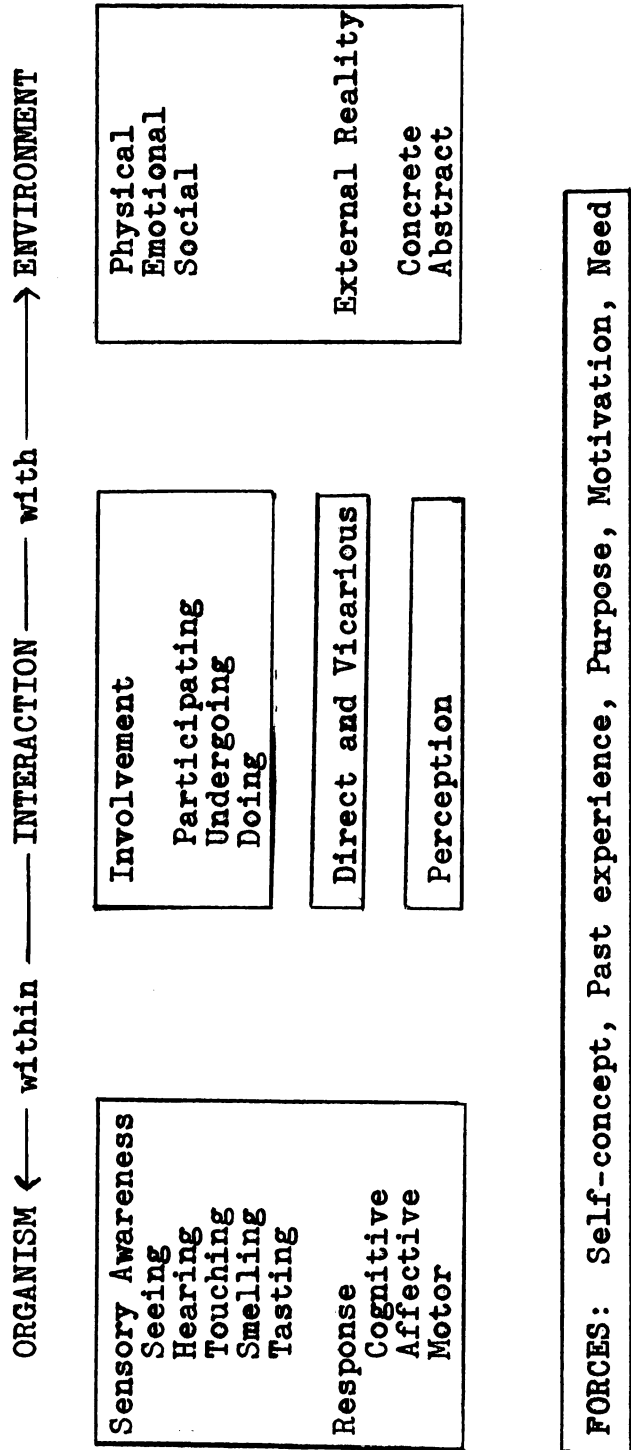 ORGANISM ← within — INTERACTION — with → ENVIRONMENT
Sensory Awareness
Seeing
Hearing
Touching
Smelling
Tasting
Response
Cognitive
Affective
Motor
Involvement
Participating
Undergoing
Doing
Direct and Vicarious
Perception
Physical
Emotional
Social
External Reality
Concrete
Abstract
FORCES: Self-concept, Past experience, Purpose, Motivation, Need